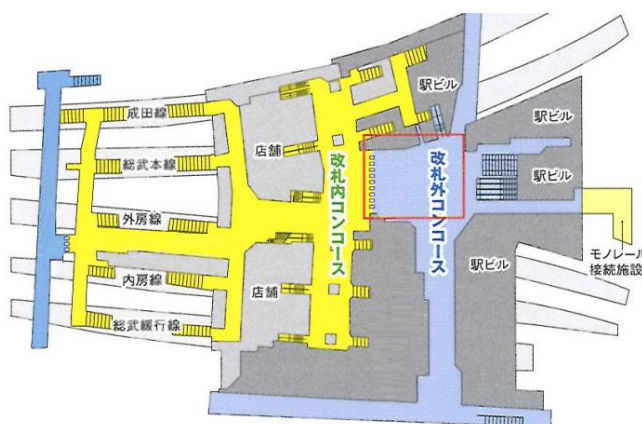 駅ビル
成田線
駅ビル
店舗
総武本線
駅ビル
改札内コンコース
改札外コンコース
外房線
モノレール
接続施設
内房線
店舗
駅ビル
総武緩行線